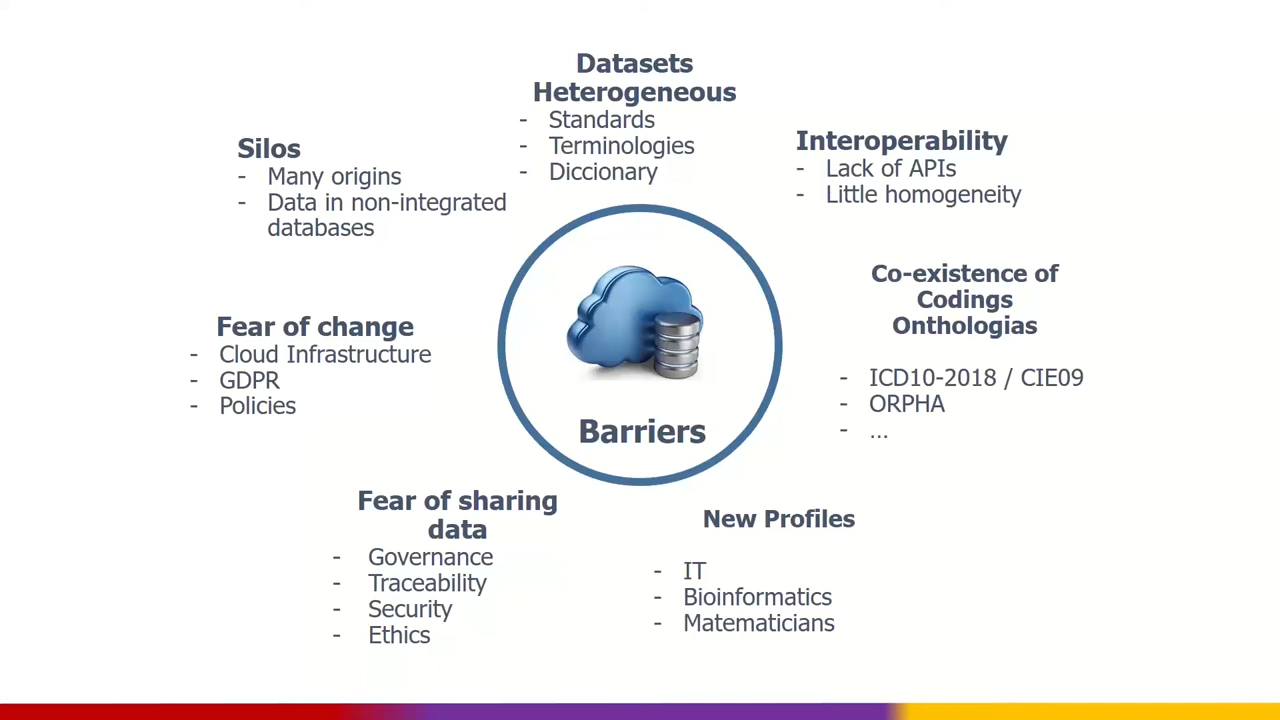 Datasets
Heterogeneous
- Standards
- Terminologies
- Diccionary
Silos
- Many origins
- Data in non-integrated
databases
Interoperability
- Lack of APIs
- Little homogeneity
Co-existence of
Codings
Onthologias
- ICD10-2018 / CIE09
- ORPHA
- ...
Fear of change
- Cloud Infrastructure
- GDPR
- Policies
Barriers
Fear of sharing
data
- Governance
- Traceability
- Security
- Ethics
New Profiles
- IT
- Bioinformatics
- Matematicians